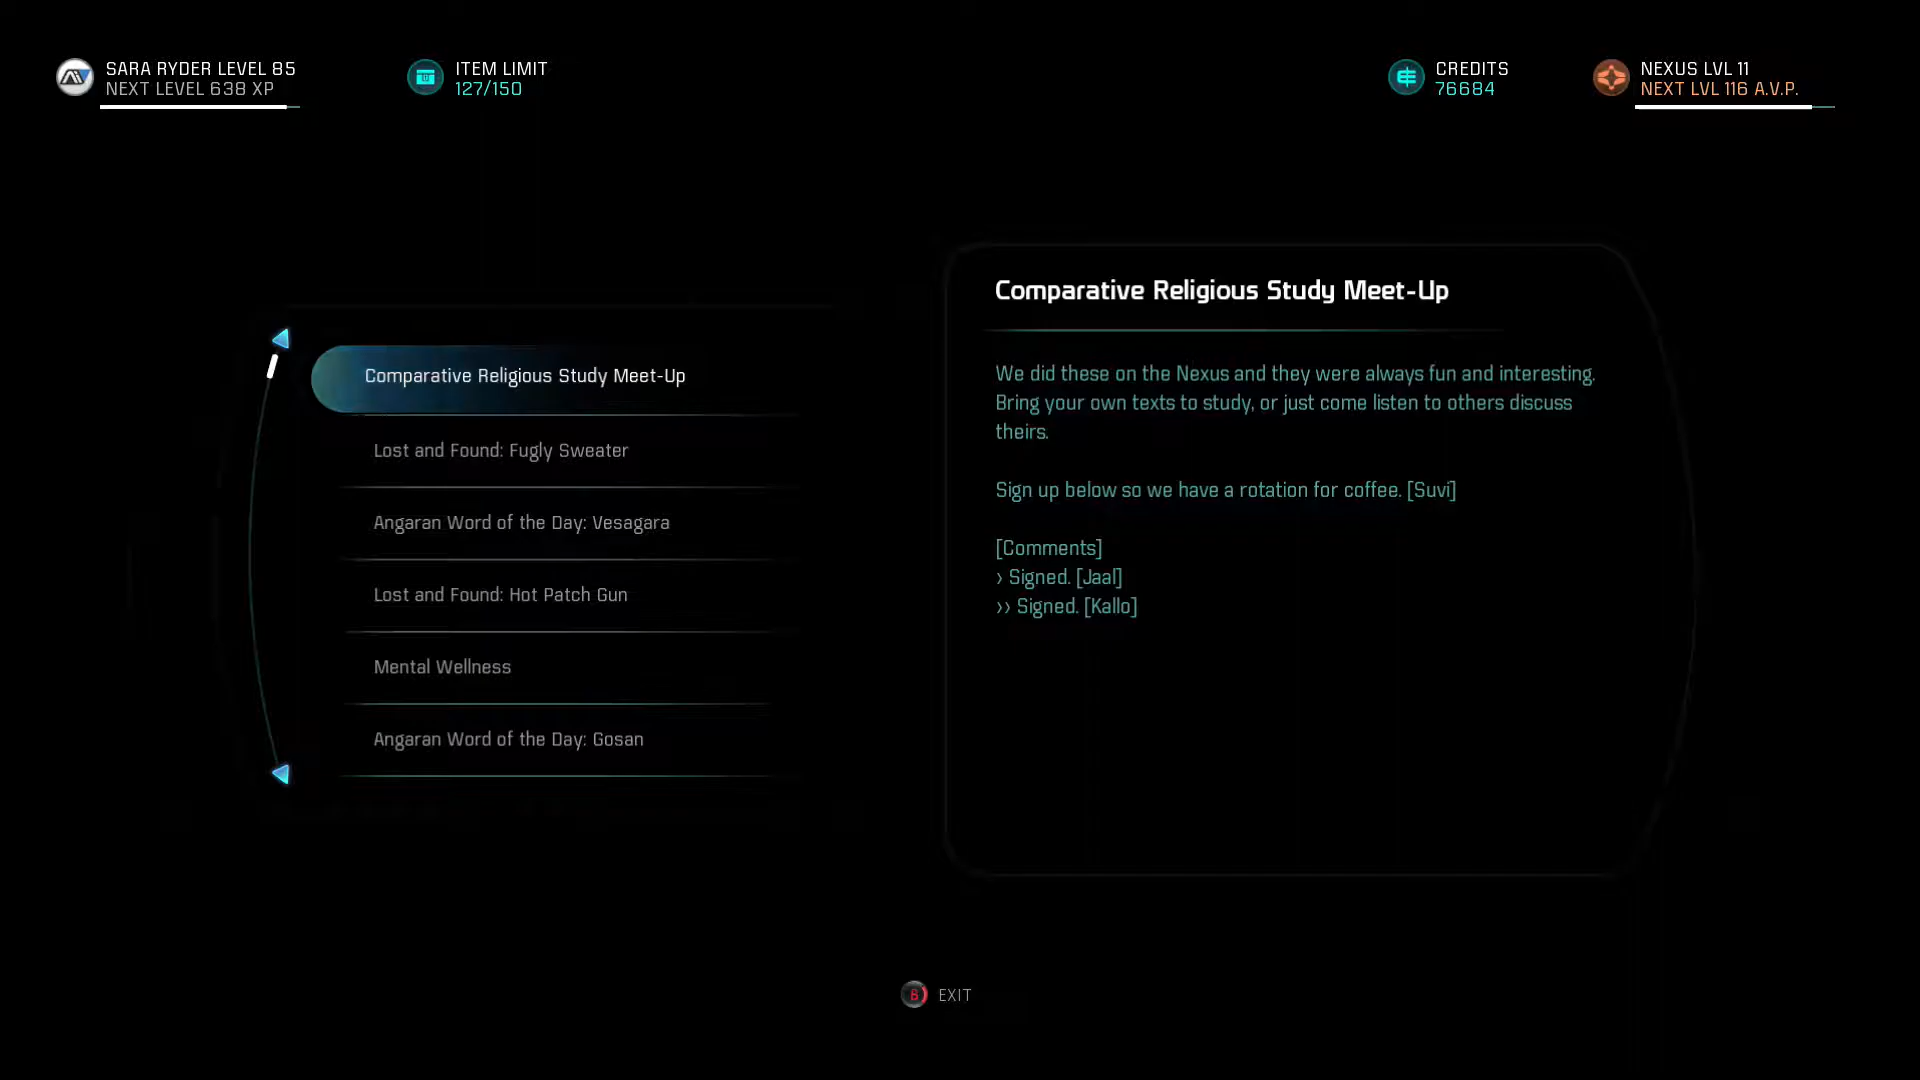 SARA RYDER LEVEL 85
NEXT LEVEL 638 XP
ITEM LIMIT
127/150
CREDITS
76684
NEXUS LVL 11
NEXT LVL 116 A.V.P.
Comparative Religious Study Meet-Up
Lost and Found: Fugly Sweater
Angaran Word of the Day: Vesagara
Lost and Found: Hot Patch Gun
Mental Wellness
Angaran Word of the Day: Gosan
Comparative Religious Study Meet-Up
We did these on the Nexus and they were always fun and interesting.
Bring your own texts to study, or just come listen to others discuss
theirs.
Sign up below so we have a rotation for coffee. [Suvi]
[Comments]
› Signed. [Jaal]
›› Signed. [Kallo]
B EXIT